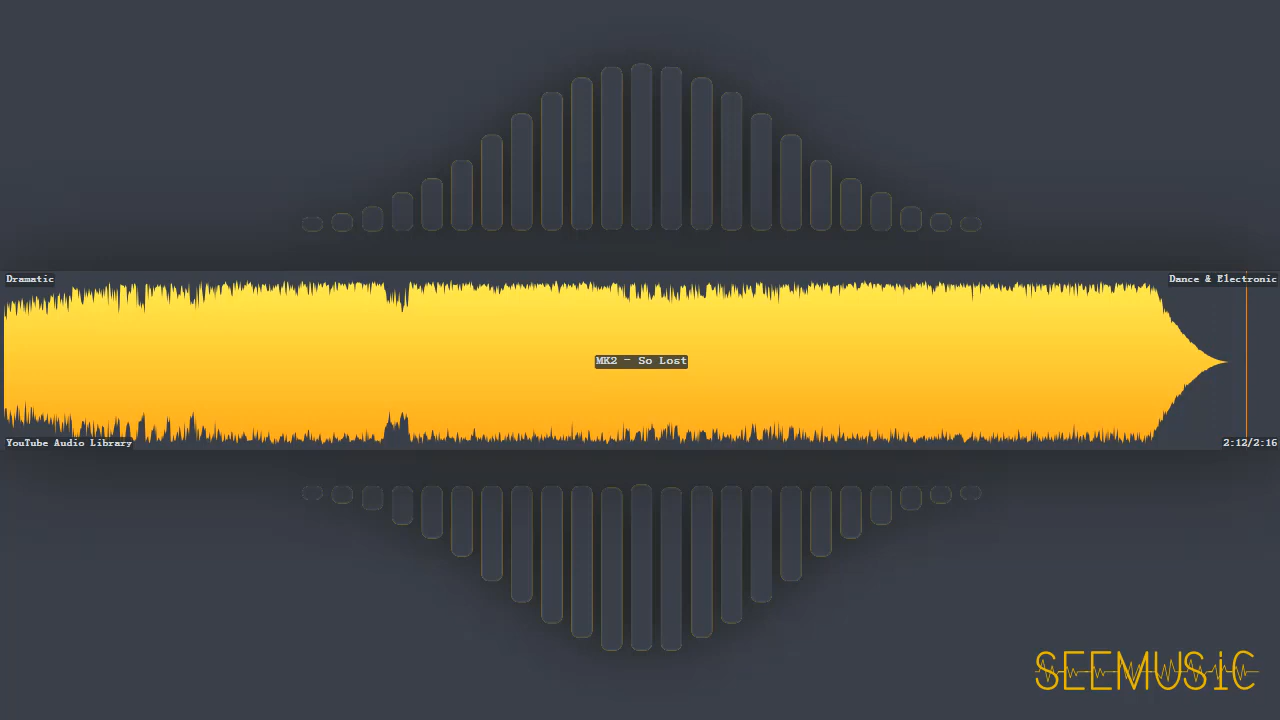 Dramatic
Dance & Electronic
MK2 - So Lost
YouTube Audio Library
2:12/2:16
SEEMUSiC